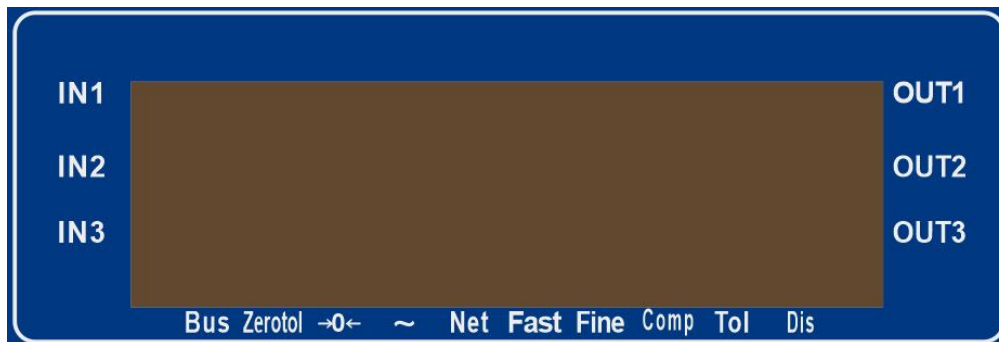 IN1 OUT1
IN2 OUT2
IN3 OUT3
Bus Zerotol →0← ~ Net Fast Fine Comp Tol Dis